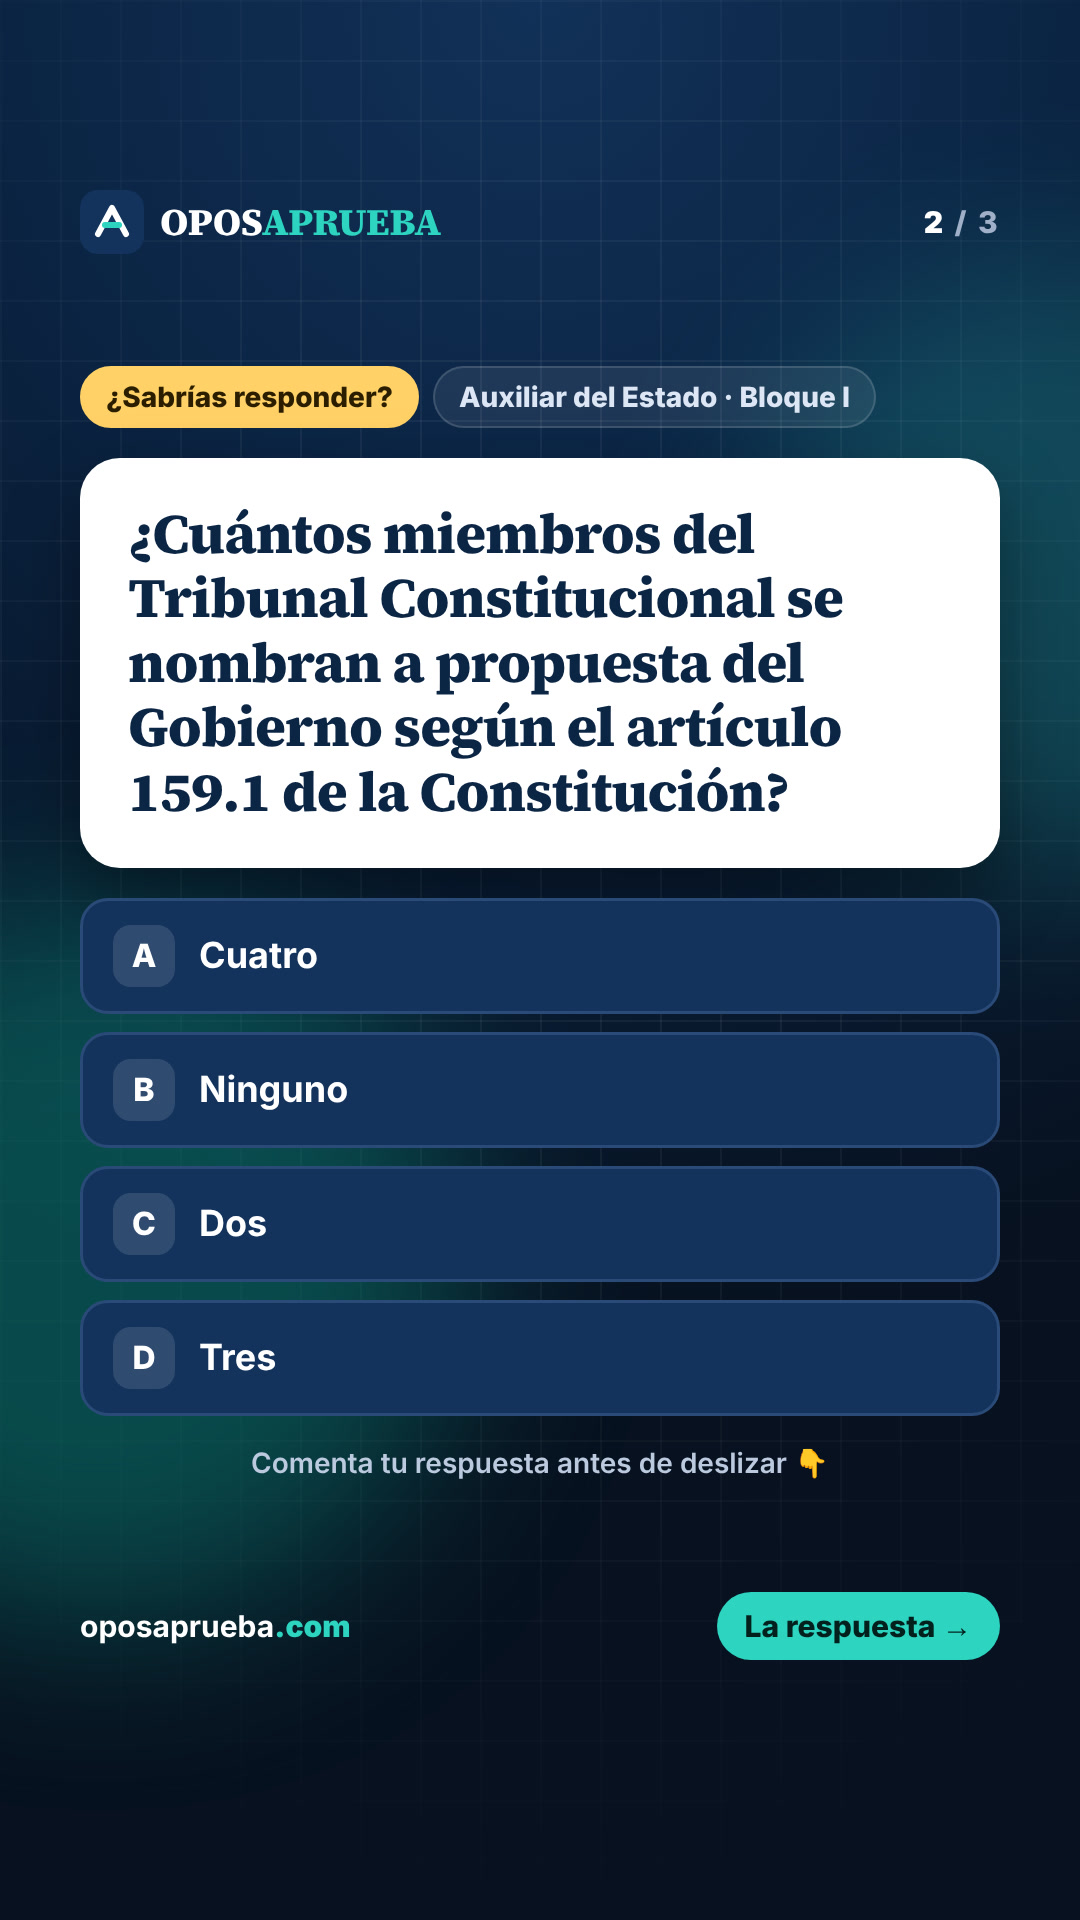 OPOSAPRUEBA
2 / 3
¿Sabrías responder?
Auxiliar del Estado · Bloque I
¿Cuántos miembros del
Tribunal Constitucional se
nombran a propuesta del
Gobierno según el artículo
159.1 de la Constitución?
A Cuatro
B Ninguno
C Dos
D Tres
Comenta tu respuesta antes de deslizar 👇
oposaprueba.com
La respuesta →